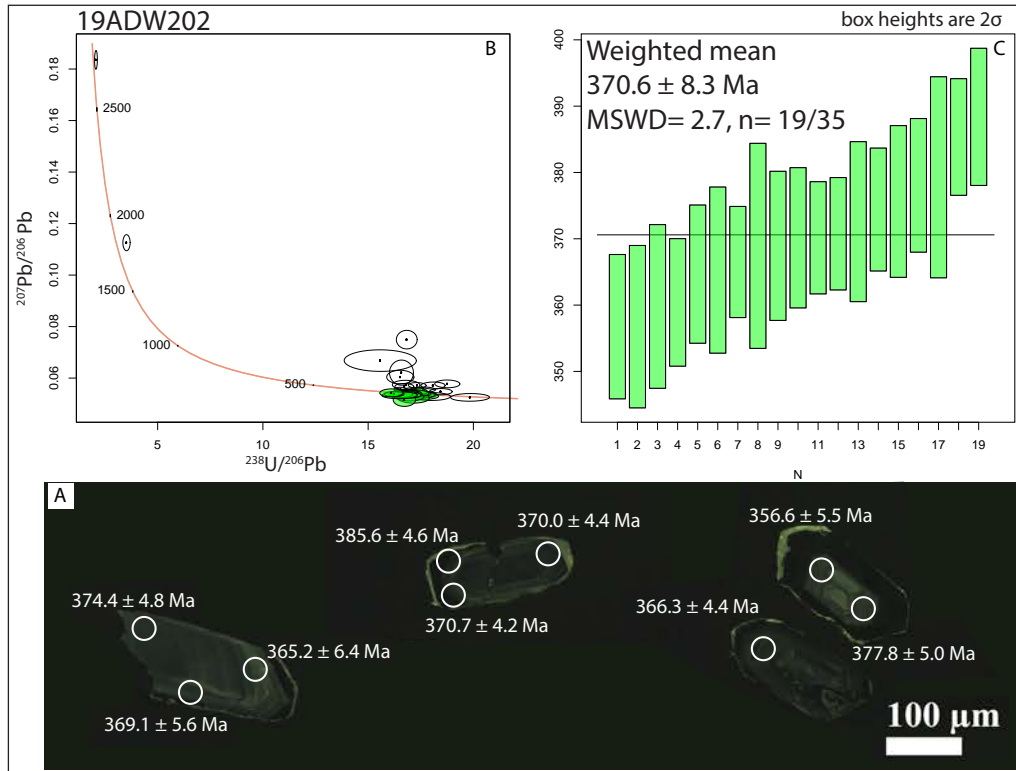 19ADW202
box heights are 2σ
B
0.18
0.16
0.14
0.12
0.10
0.08
0.06
²⁰⁷Pb/²⁰⁶Pb
2500
2000
1500
1000
500
5
10
15
20
²³⁸U/²⁰⁶Pb
C
Weighted mean
370.6 ± 8.3 Ma
MSWD= 2.7, n= 19/35
400
390
380
370
360
350
1 2 3 4 5 6 7 8 9 11 13 15 17 19
N
A
385.6 ± 4.6 Ma
370.0 ± 4.4 Ma
356.6 ± 5.5 Ma
374.4 ± 4.8 Ma
370.7 ± 4.2 Ma
366.3 ± 4.4 Ma
365.2 ± 6.4 Ma
377.8 ± 5.0 Ma
369.1 ± 5.6 Ma
100 µm